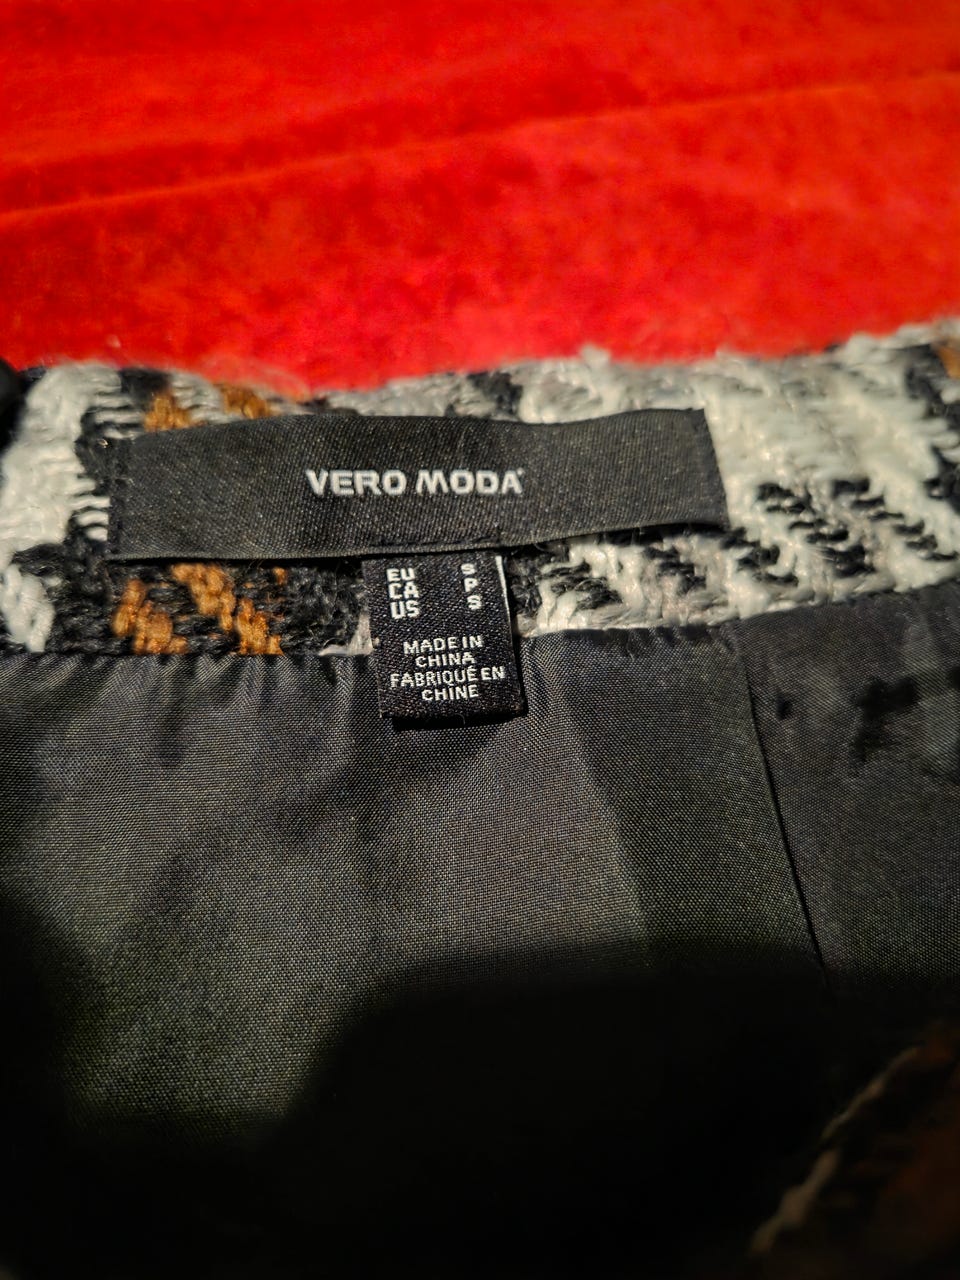 VERO MODA
EU S
CA P
US S
MADE IN
CHINA
FABRIQUÉ EN
CHINE